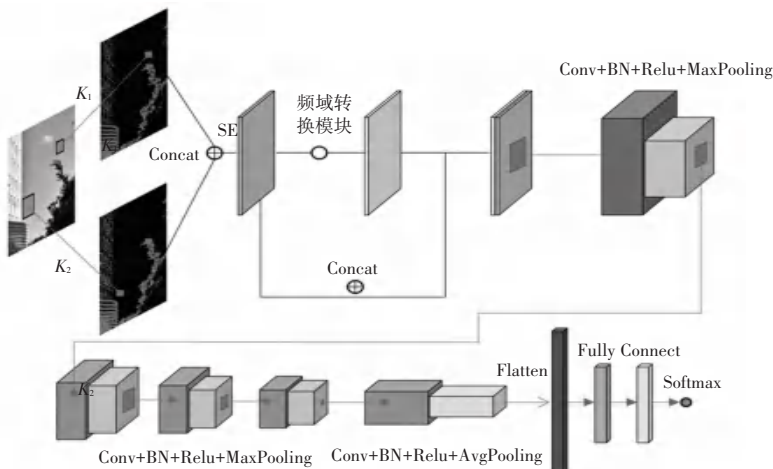 Conv+BN+Relu+MaxPooling
K1
频域转
换模块
SE
Concat
K2
Concat
K2
Flatten
Fully Connect
Softmax
Conv+BN+Relu+MaxPooling
Conv+BN+Relu+AvgPooling